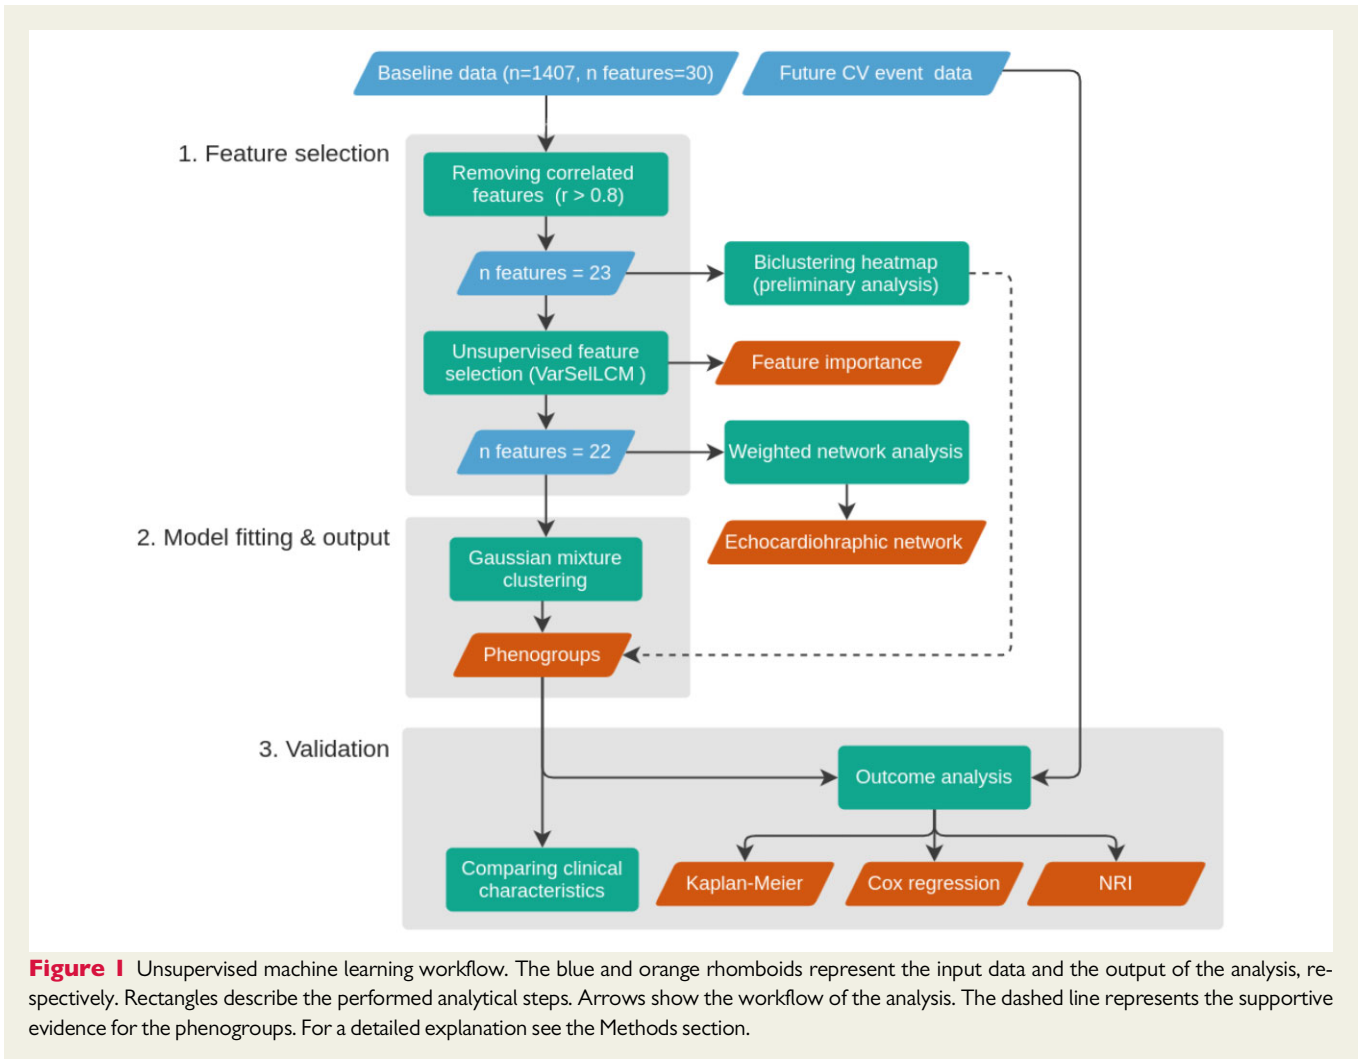 Baseline data (n=1407, n features=30)
Future CV event data
1. Feature selection
Removing correlated
features (r > 0.8)
n features = 23
Biclustering heatmap
(preliminary analysis)
Unsupervised feature
selection (VarSelLCM )
Feature importance
n features = 22
Weighted network analysis
2. Model fitting & output
Echocardiohraphic network
Gaussian mixture
clustering
Phenogroups
3. Validation
Outcome analysis
Comparing clinical
characteristics
Kaplan-Meier
Cox regression
NRI
Figure 1 Unsupervised machine learning workflow. The blue and orange rhomboids represent the input data and the output of the analysis, re-
spectively. Rectangles describe the performed analytical steps. Arrows show the workflow of the analysis. The dashed line represents the supportive
evidence for the phenogroups. For a detailed explanation see the Methods section.